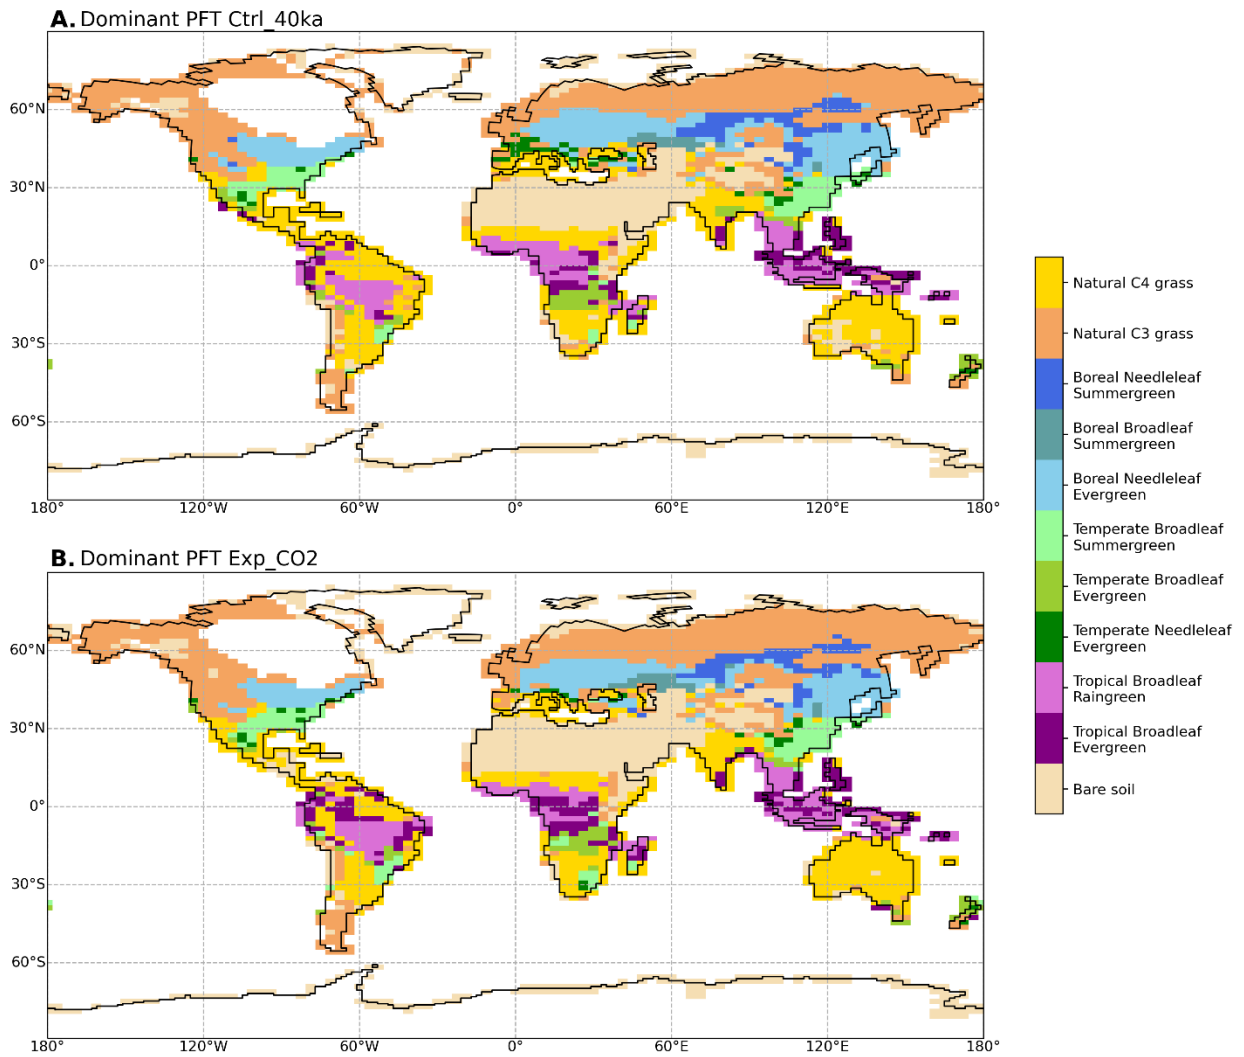 A. Dominant PFT Ctrl_40ka
60°N
30°N
0°
30°S
60°S
180° 120°W 60°W 0° 60°E 120°E 180°
B. Dominant PFT Exp_CO2
60°N
30°N
0°
30°S
60°S
180° 120°W 60°W 0° 60°E 120°E 180°
Natural C4 grass
Natural C3 grass
Boreal Needleleaf
Summergreen
Boreal Broadleaf
Summergreen
Boreal Needleleaf
Evergreen
Temperate Broadleaf
Summergreen
Temperate Broadleaf
Evergreen
Temperate Needleleaf
Evergreen
Tropical Broadleaf
Raingreen
Tropical Broadleaf
Evergreen
Bare soil